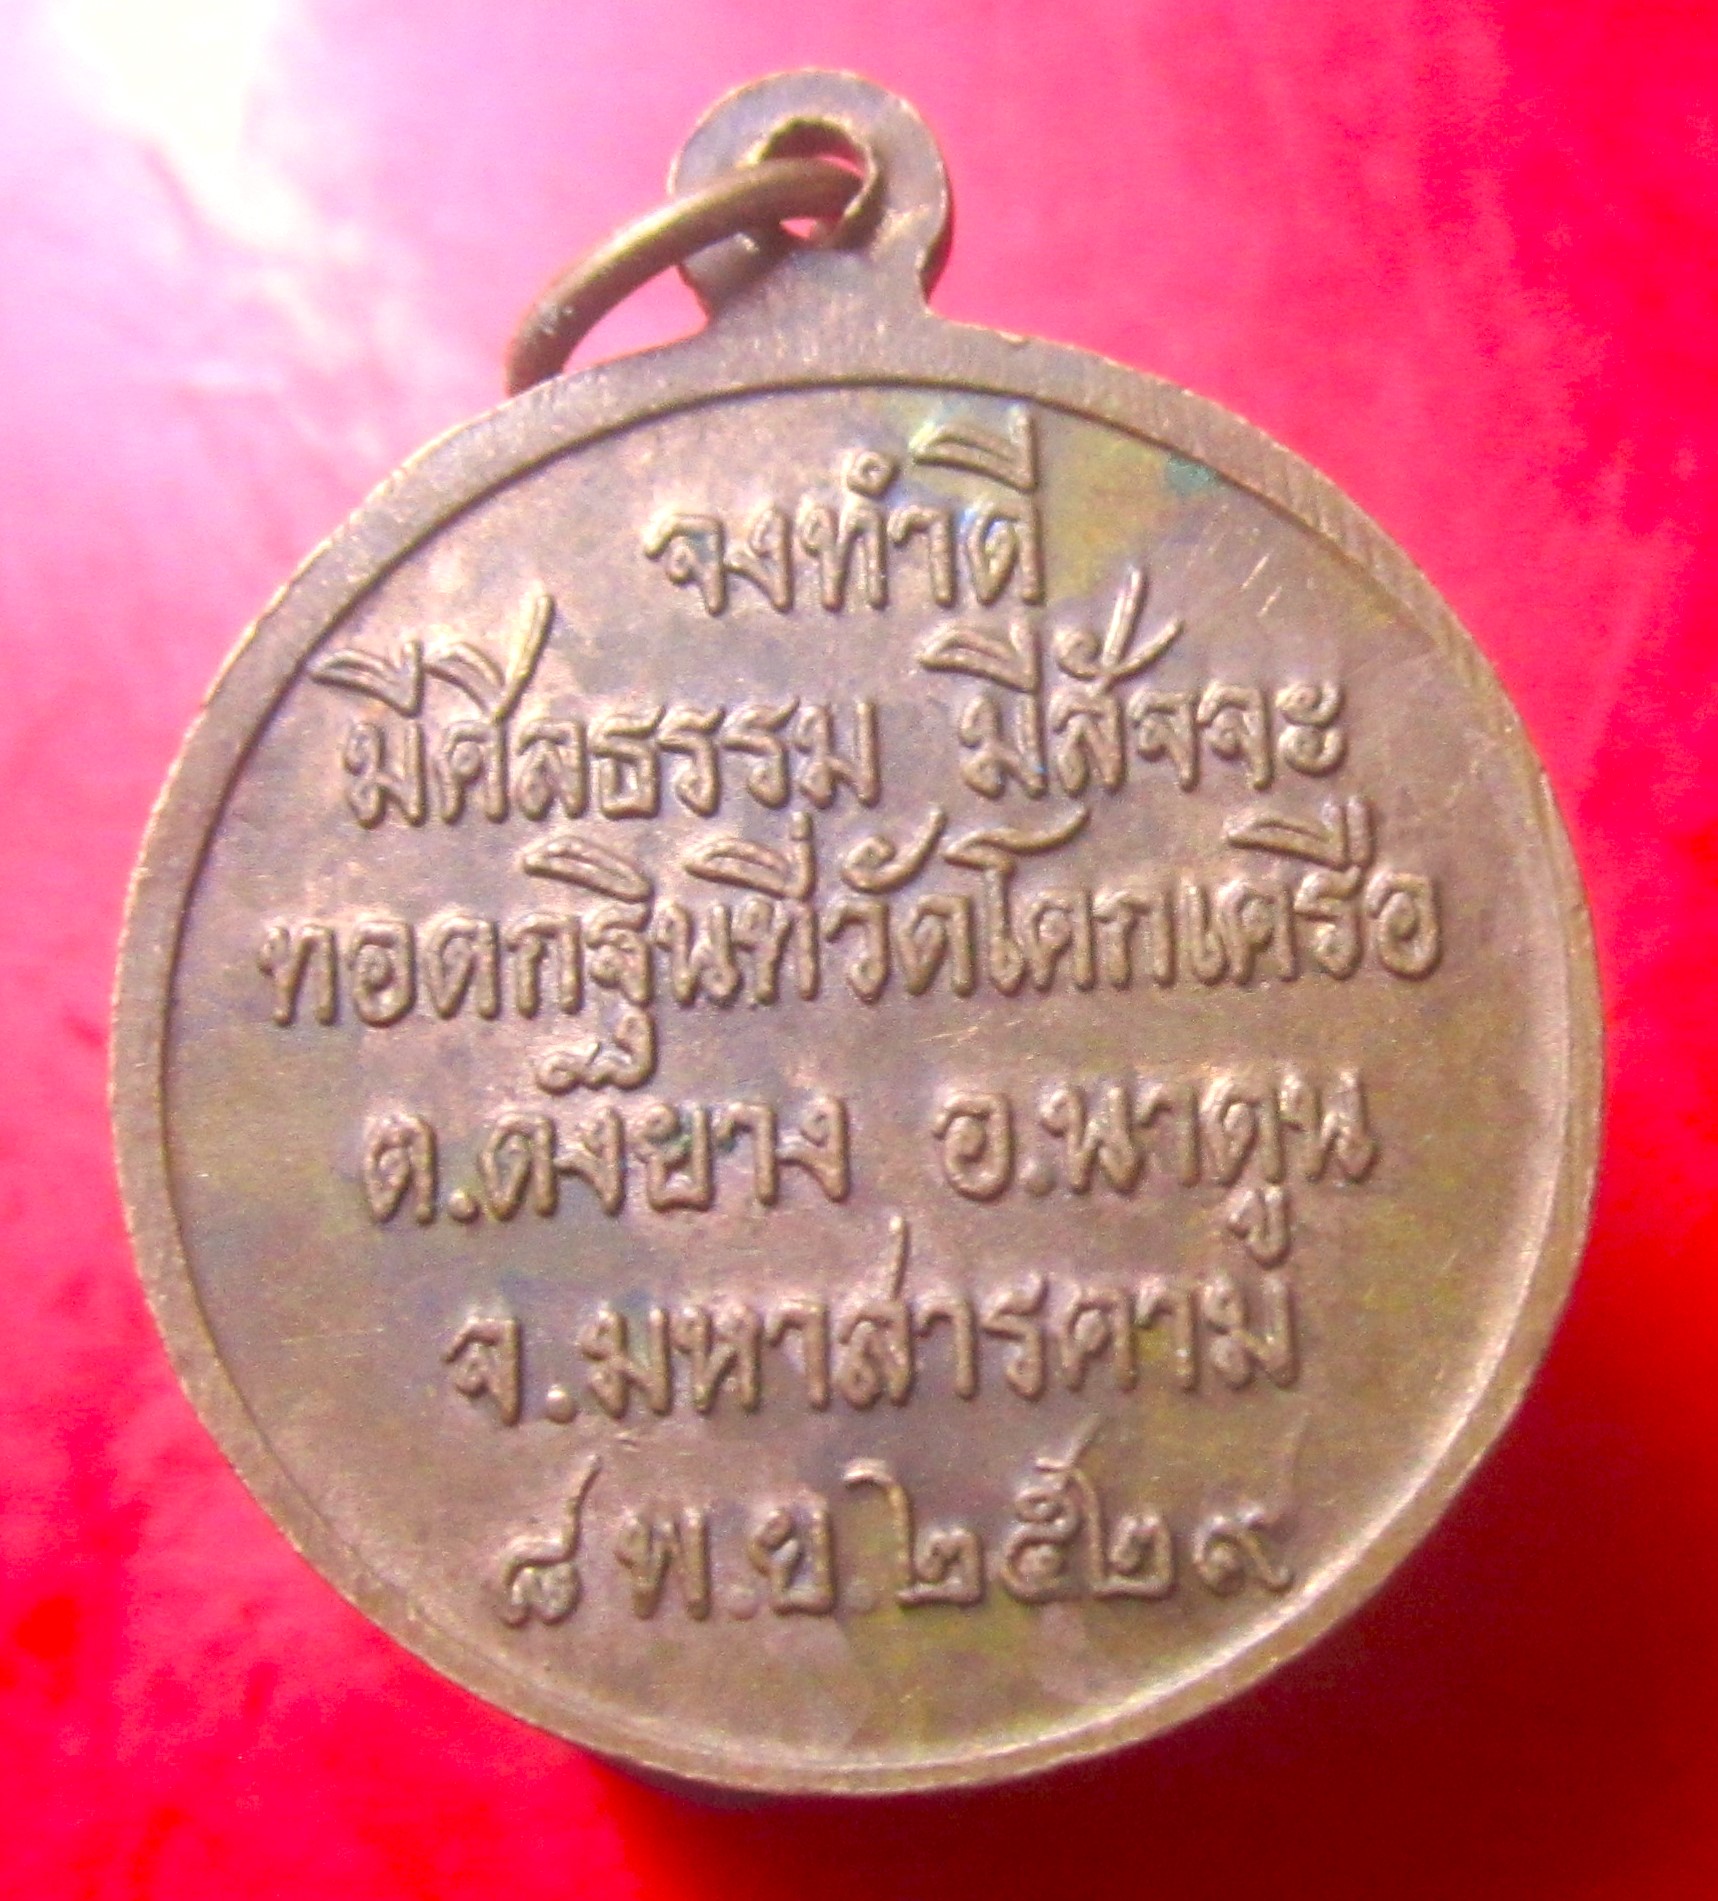 จงทำดี
มีศีลธรรม มีสัจจะ
ทอดกฐินที่วัดโคกเครือ
ต.ดงยาง อ.นาดูน
จ.มหาสารคาม
๘ พ.ย.๒๕๒๙